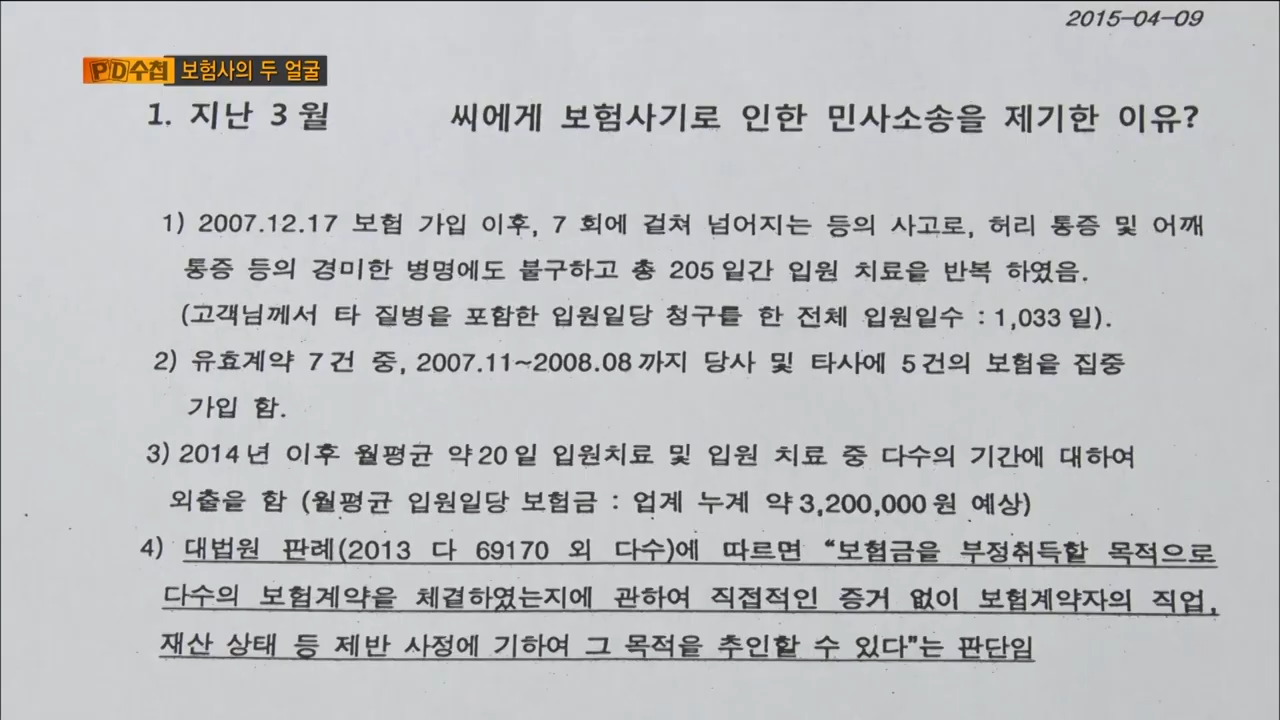 2015-04-09
PD수첩 보험사의 두 얼굴
1. 지난 3월 씨에게 보험사기로 인한 민사소송을 제기한 이유?
1) 2007.12.17 보험 가입 이후, 7 회에 걸쳐 넘어지는 등의 사고로, 허리 통증 및 어깨
통증 등의 경미한 병명에도 불구하고 총 205일간 입원 치료을 반복 하였음.
(고객님께서 타 질병을 포함한 입원일당 청구를 한 전체 입원일수 : 1,033일).
2) 유효계약 7건 중, 2007.11~2008.08까지 당사 및 타사에 5건의 보험을 집중
가입 함.
3) 2014년 이후 월평균 약20일 입원치료 및 입원 치료 중 다수의 기간에 대하여
외출을 함 (월평균 입원일당 보험금 : 업계 누계 약3,200,000원 예상)
4) 대법원 판례(2013 다 69170 외 다수)에 따르면 “보험금을 부정취득할 목적으로
다수의 보험계약을 체결하였는지에 관하여 직접적인 증거 없이 보험계약자의 직업,
재산 상태 등 제반 사정에 기하여 그 목적을 추인할 수 있다”는 판단임